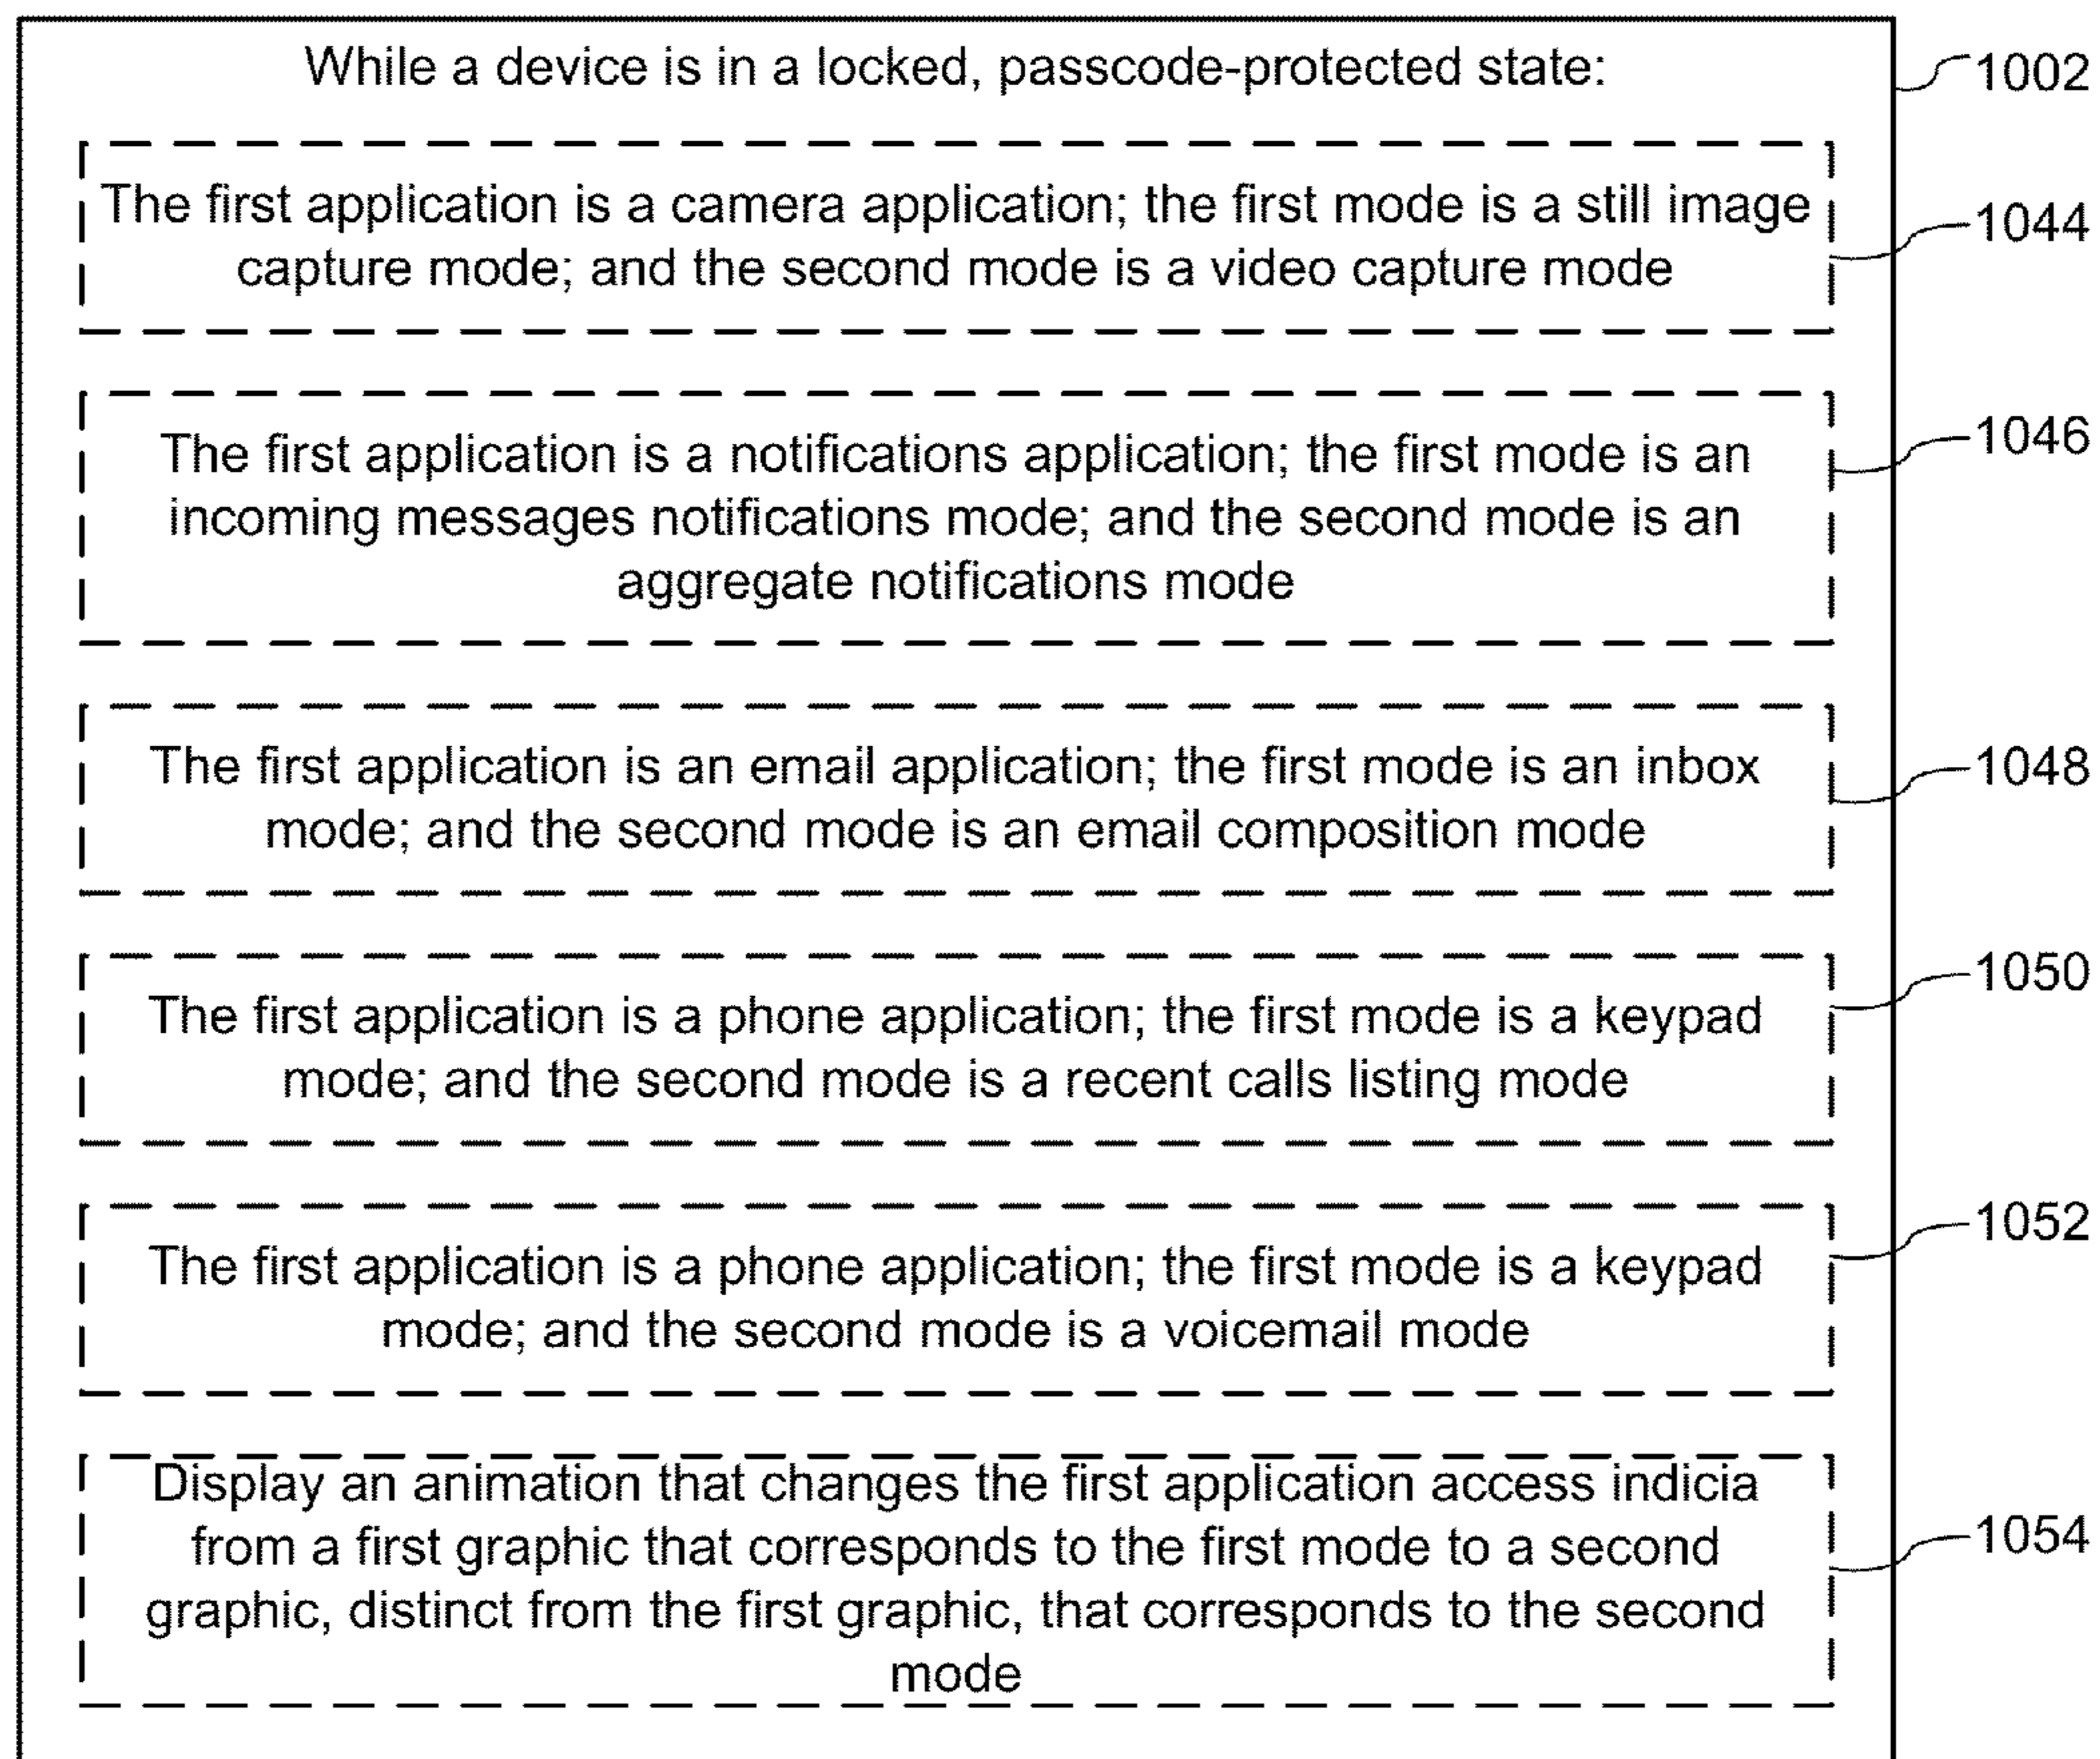 While a device is in a locked, passcode-protected state:
1002
The first application is a camera application; the first mode is a still image
capture mode; and the second mode is a video capture mode
1044
The first application is a notifications application; the first mode is an
incoming messages notifications mode; and the second mode is an
aggregate notifications mode
1046
The first application is an email application; the first mode is an inbox
mode; and the second mode is an email composition mode
1048
The first application is a phone application; the first mode is a keypad
mode; and the second mode is a recent calls listing mode
1050
The first application is a phone application; the first mode is a keypad
mode; and the second mode is a voicemail mode
1052
Display an animation that changes the first application access indicia
from a first graphic that corresponds to the first mode to a second
graphic, distinct from the first graphic, that corresponds to the second
mode
1054